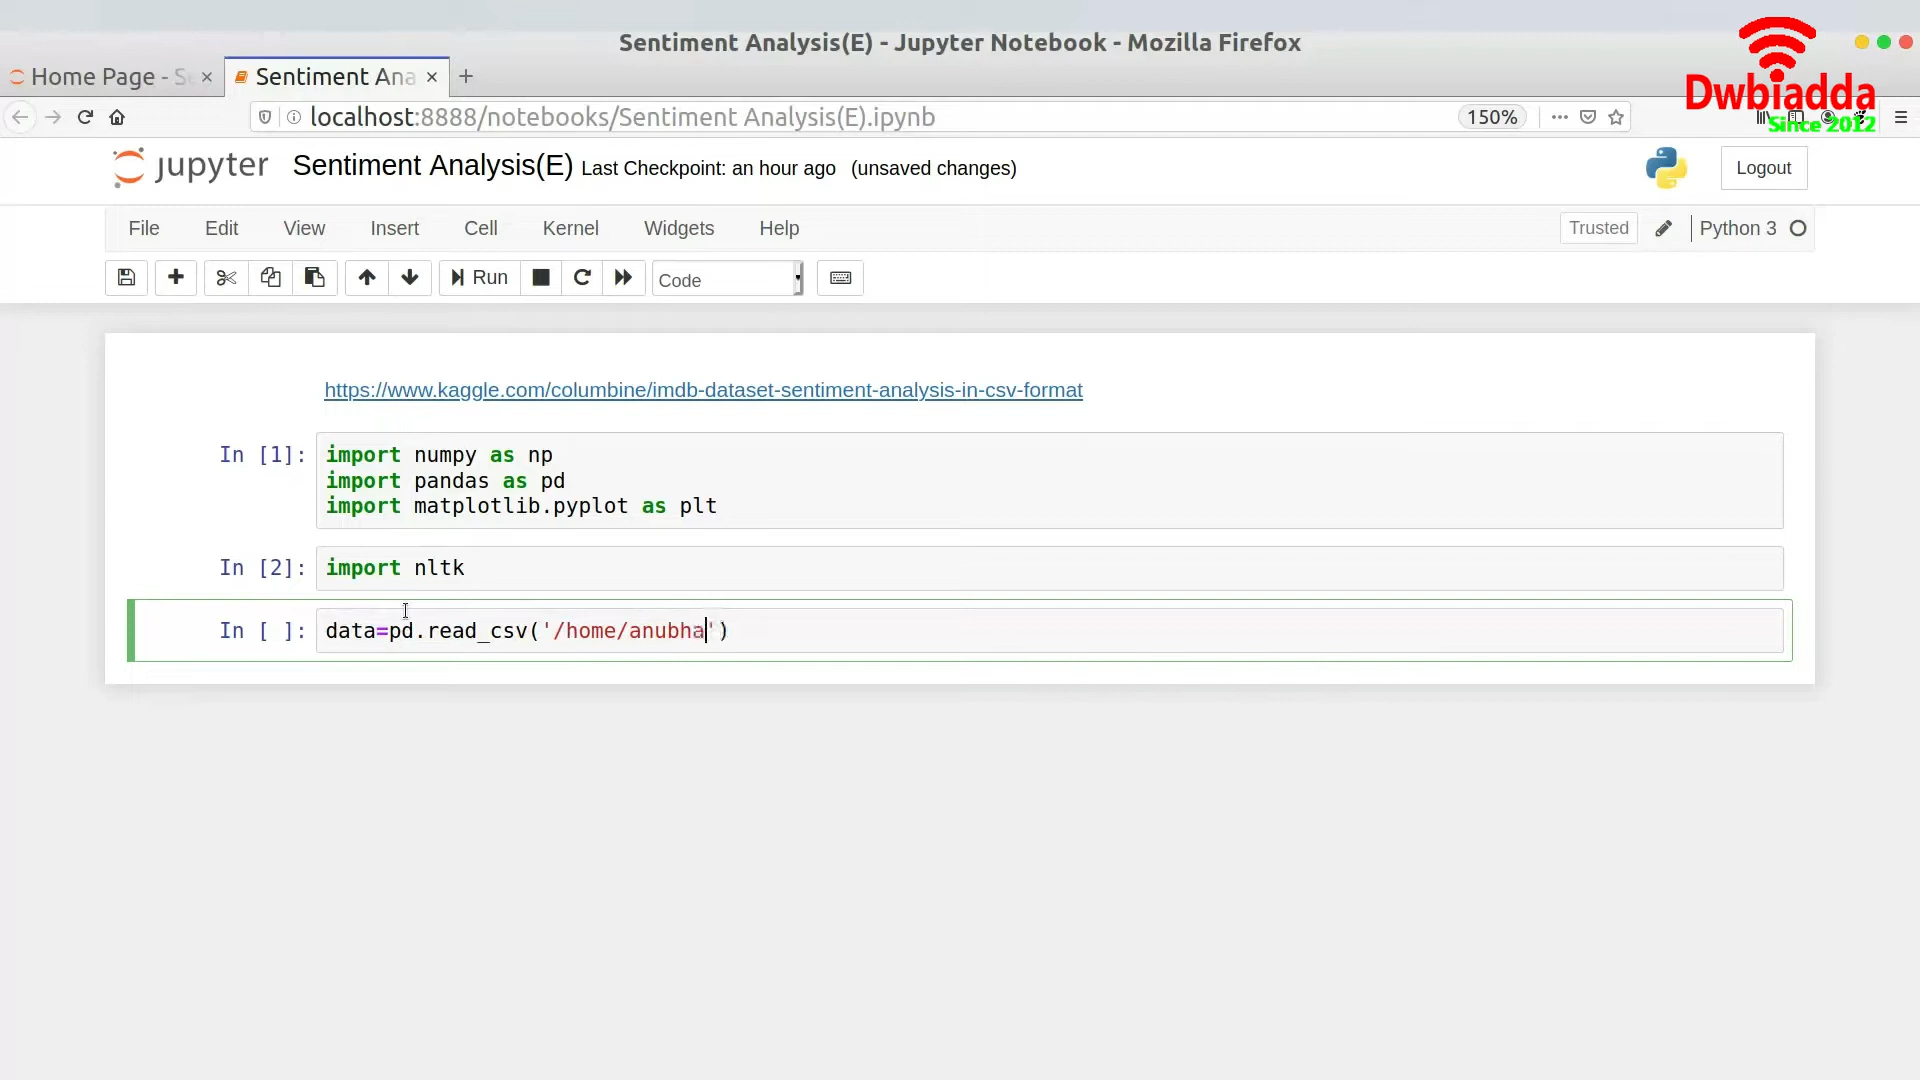 Sentiment Analysis(E) - Jupyter Notebook - Mozilla Firefox
Home Page - S
Sentiment Ana
Dwbiadda
Since 2012
localhost:8888/notebooks/Sentiment Analysis(E).ipynb
150%
jupyter Sentiment Analysis(E) Last Checkpoint: an hour ago (unsaved changes)
Logout
File Edit View Insert Cell Kernel Widgets Help
Trusted
Python 3
Run
Code
https://www.kaggle.com/columbine/imdb-dataset-sentiment-analysis-in-csv-format
In [1]: import numpy as np
import pandas as pd
import matplotlib.pyplot as plt
In [2]: import nltk
In [ ]: data=pd.read_csv('/home/anubha')